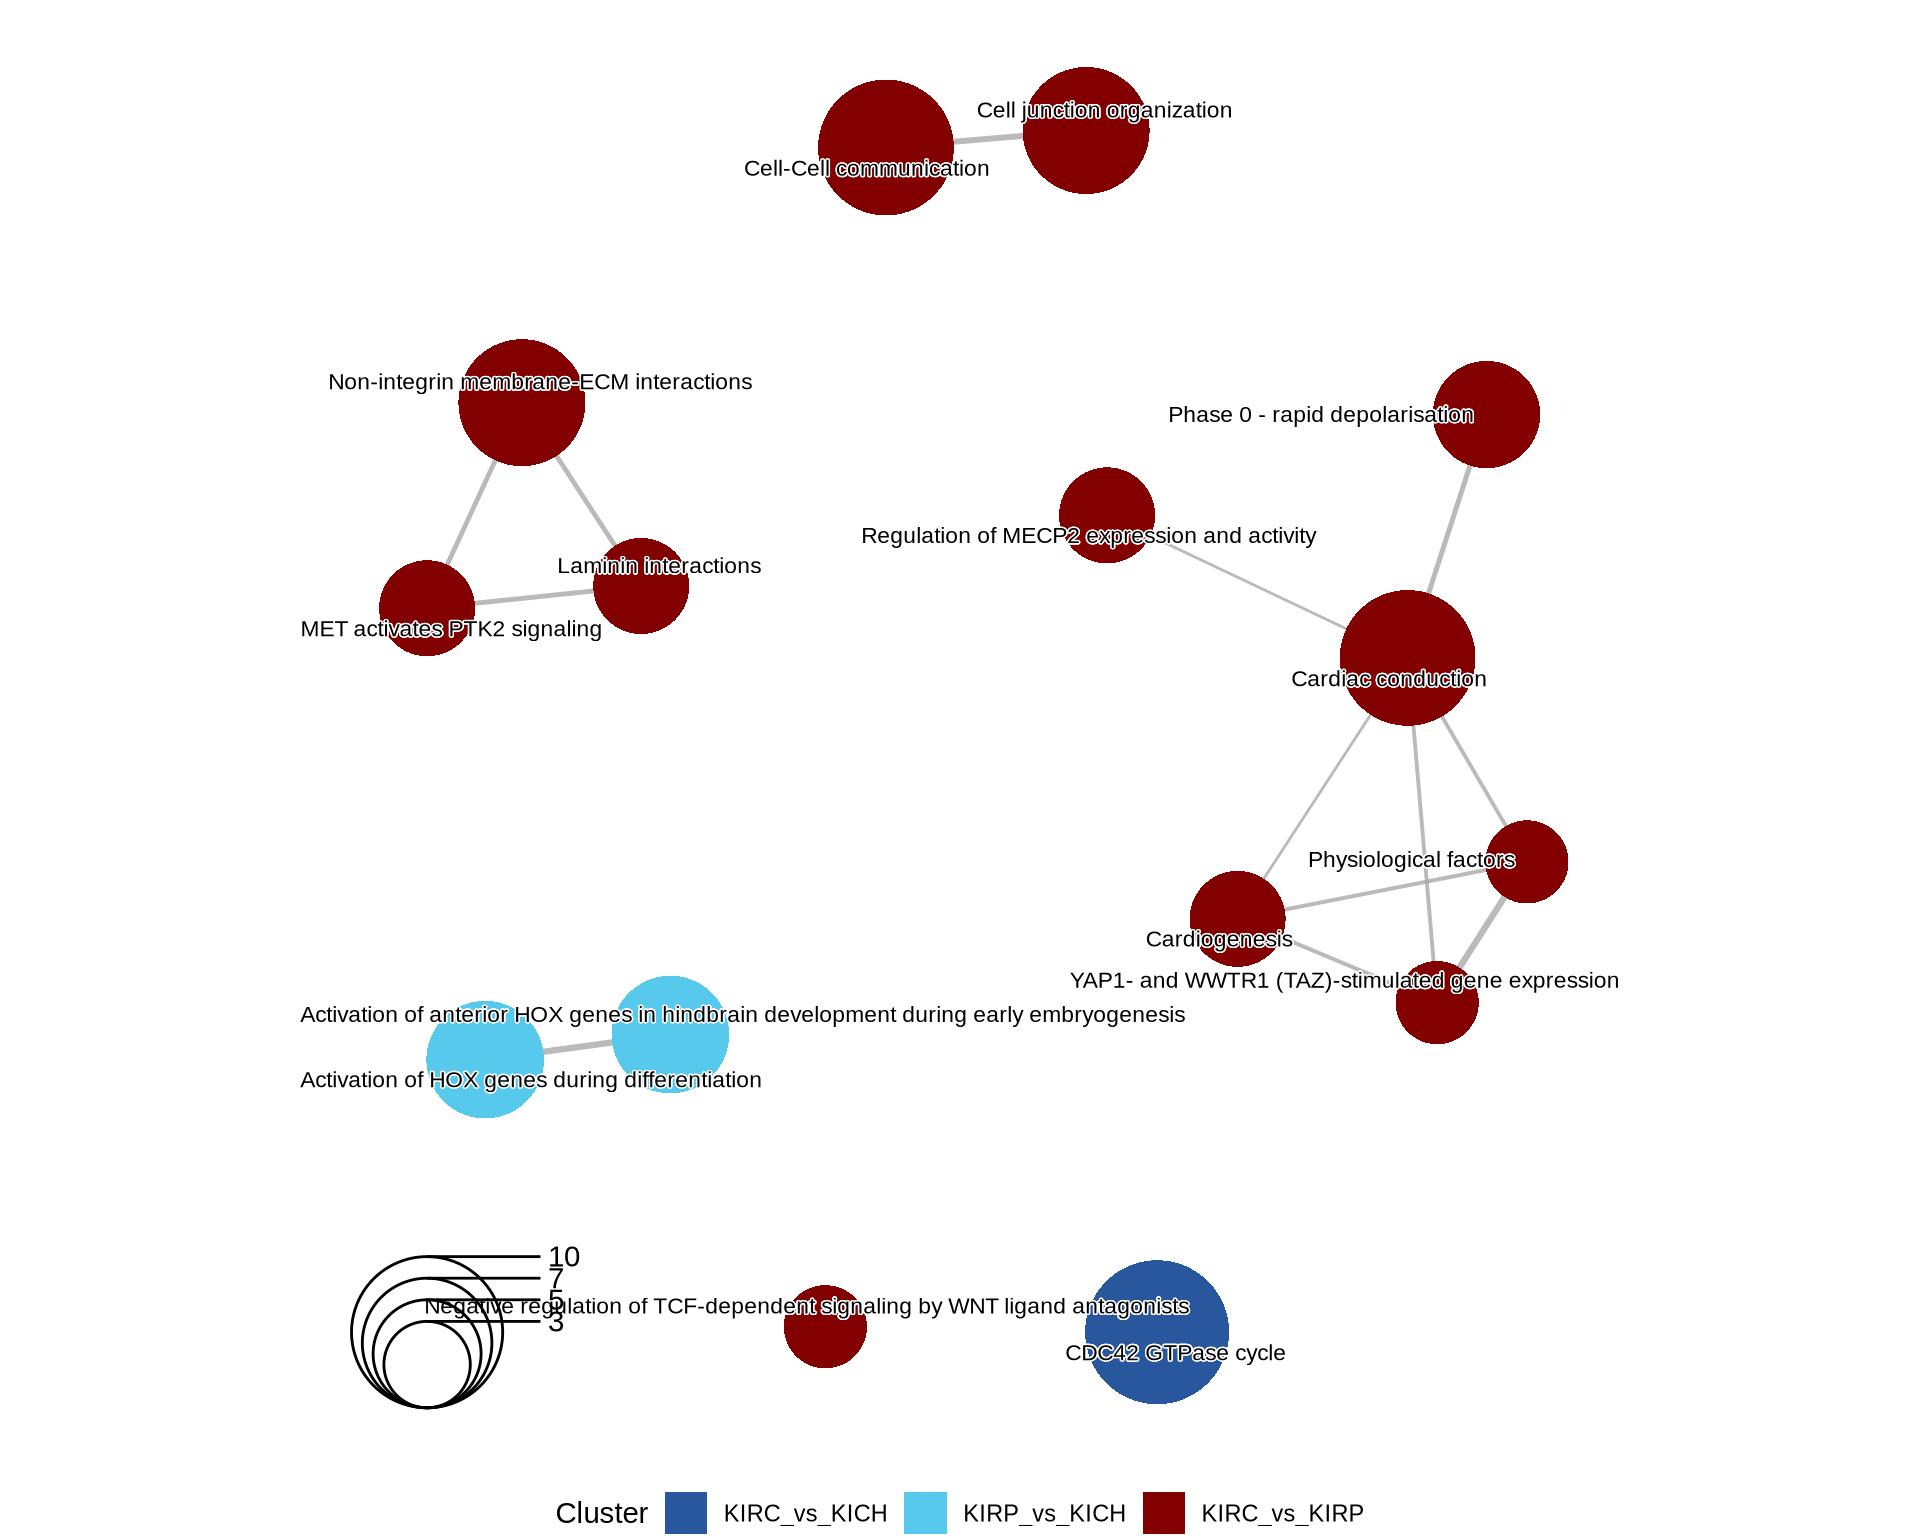 Cell junction organization
Cell-Cell communication
Non-integrin membrane-ECM interactions
Phase 0 - rapid depolarisation
Regulation of MECP2 expression and activity
Laminin interactions
MET activates PTK2 signaling
Cardiac conduction
Physiological factors
Cardiogenesis
YAP1- and WWTR1 (TAZ)-stimulated gene expression
Activation of anterior HOX genes in hindbrain development during early embryogenesis
Activation of HOX genes during differentiation
10
7
5
3
Negative regulation of TCF-dependent signaling by WNT ligand antagonists
CDC42 GTPase cycle
Cluster KIRC_vs_KICH KIRP_vs_KICH KIRC_vs_KIRP